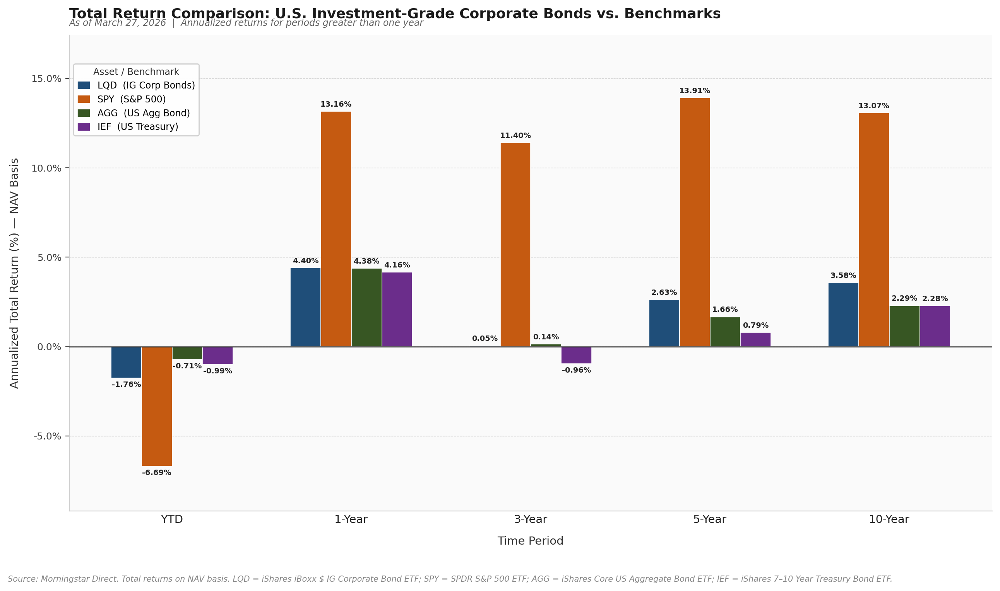 Total Return Comparison: U.S. Investment-Grade Corporate Bonds vs. Benchmarks
As of March 27, 2026 | Annualized returns for periods greater than one year
Annualized Total Return (%) — NAV Basis
15.0%
10.0%
5.0%
0.0%
-5.0%
Asset / Benchmark
LQD (IG Corp Bonds)
SPY (S&P 500)
AGG (US Agg Bond)
IEF (US Treasury)
-1.76%
-6.69%
-0.71%
-0.99%
4.40%
13.16%
4.38%
4.16%
0.05%
11.40%
0.14%
-0.96%
2.63%
13.91%
1.66%
0.79%
3.58%
13.07%
2.29%
2.28%
YTD
1-Year
3-Year
5-Year
10-Year
Time Period
Source: Morningstar Direct. Total returns on NAV basis. LQD = iShares iBoxx $ IG Corporate Bond ETF; SPY = SPDR S&P 500 ETF; AGG = iShares Core US Aggregate Bond ETF; IEF = iShares 7–10 Year Treasury Bond ETF.